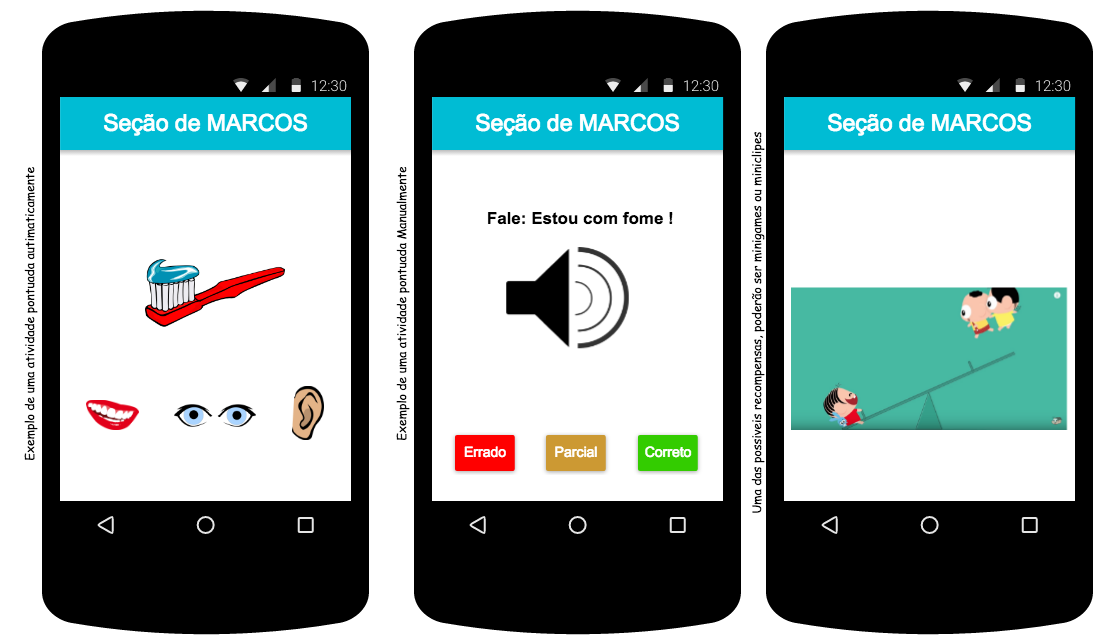 Exemplo de uma atividade pontuada autimaticamente
12:30
Seção de MARCOS
Exemplo de uma atividade pontuada Manualmente
12:30
Seção de MARCOS
Fale: Estou com fome !
Errado
Parcial
Correto
Uma das possiveis recompensas, poderão ser minigames ou miniclipes
12:30
Seção de MARCOS